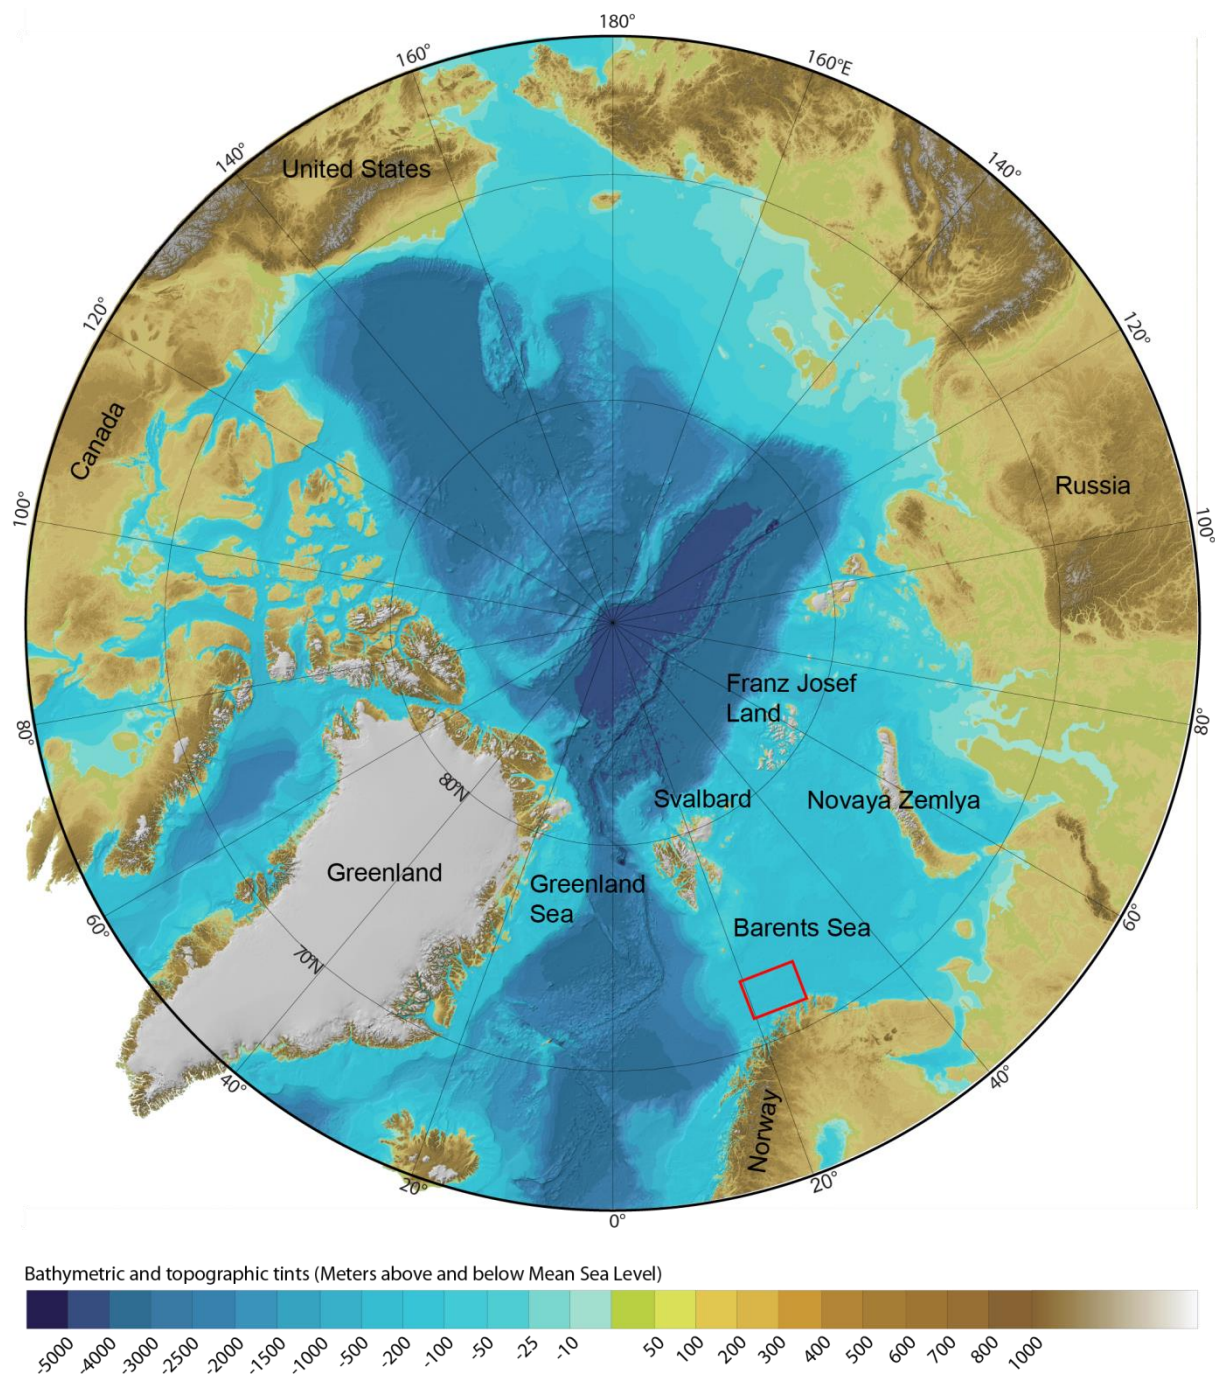 180°
160°
160°E
140°
140°
United States
120°
120°
Canada
Russia
100°
100°
Franz Josef
Land
80°
80°
80°N
Svalbard
Novaya Zemlya
Greenland
Greenland
Sea
Barents Sea
60°
60°
70°N
40°
40°
Norway
20°
20°
0°
Bathymetric and topographic tints (Meters above and below Mean Sea Level)
-5000 -4000 -3000 -2500 -2000 -1500 -1000 -500 -200 -100 -50 -25 -10 50 100 200 300 400 500 600 700 800 1000